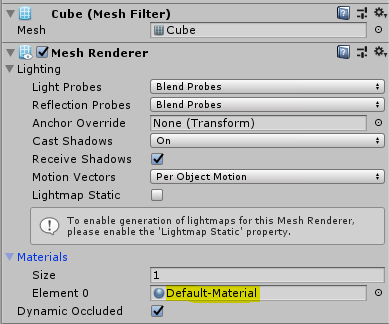 Cube (Mesh Filter)
Mesh Cube
Mesh Renderer
Lighting
Light Probes Blend Probes
Reflection Probes Blend Probes
Anchor Override None (Transform)
Cast Shadows On
Receive Shadows
Motion Vectors Per Object Motion
Lightmap Static
To enable generation of lightmaps for this Mesh Renderer,
please enable the 'Lightmap Static' property.
Materials
Size 1
Element 0 Default-Material
Dynamic Occluded